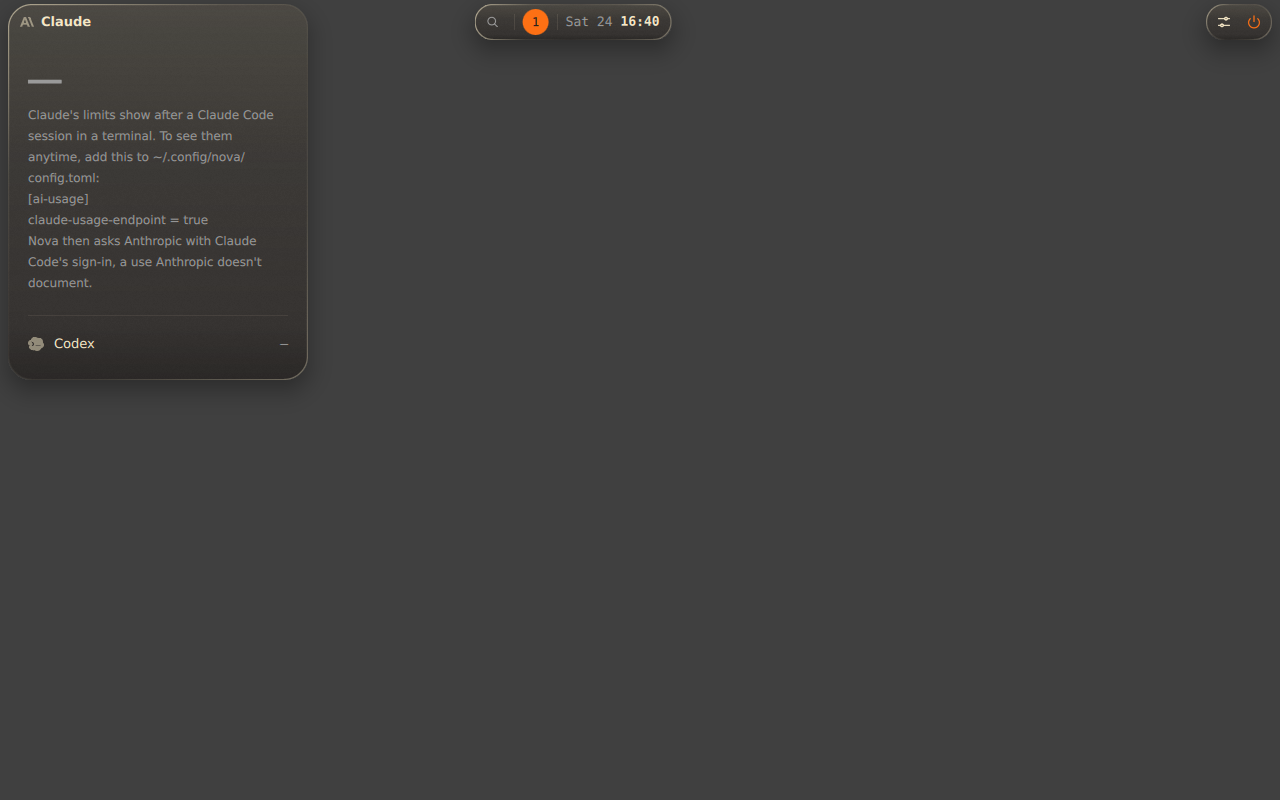 Claude
1
Sat 24 16:40
—
Claude's limits show after a Claude Code
session in a terminal. To see them
anytime, add this to ~/.config/nova/
config.toml:
[ai-usage]
claude-usage-endpoint = true
Nova then asks Anthropic with Claude
Code's sign-in, a use Anthropic doesn't
document.
Codex –